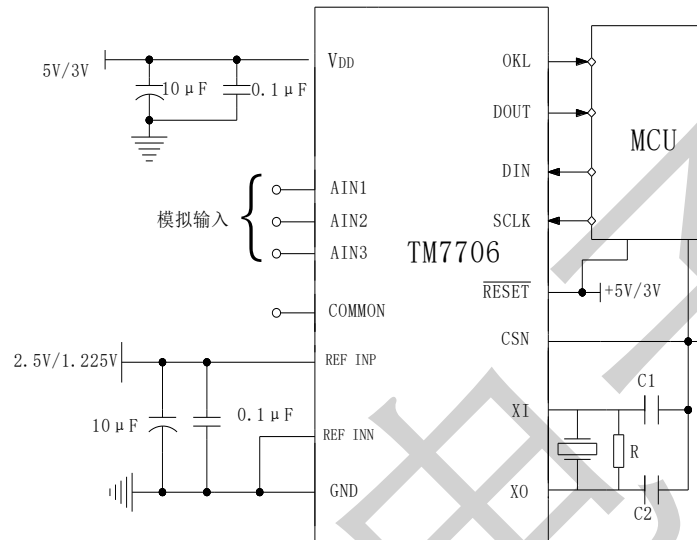 5V/3V
10μF
0.1μF
VDD
OKL
DOUT
MCU
DIN
模拟输入
AIN1
AIN2
AIN3
SCLK
TM7706
RESET
+5V/3V
COMMON
CSN
2.5V/1.225V
REF INP
C1
XI
10μF
0.1μF
REF INN
R
GND
XO
C2